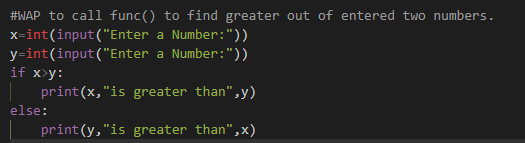 #WAP to call func() to find greater out of entered two numbers.
x=int(input("Enter a Number:"))
y=int(input("Enter a Number:"))
if x>y:
    print(x,"is greater than",y)
else:
    print(y,"is greater than",x)